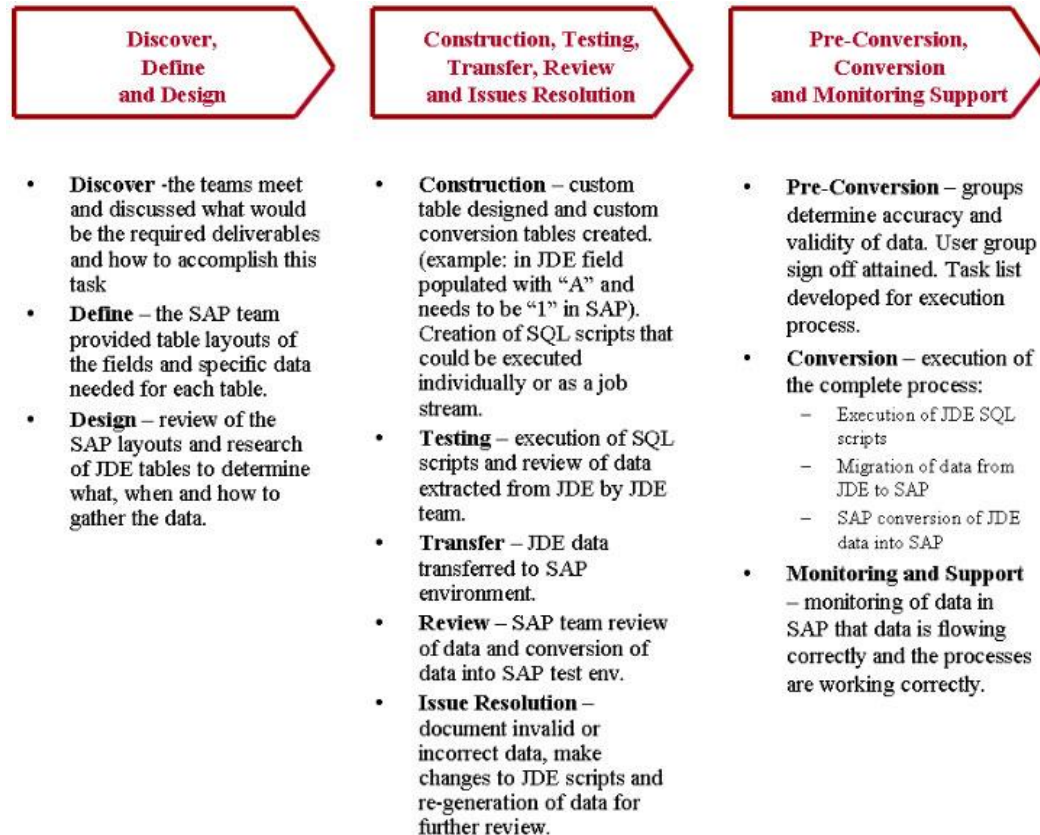 Discover,
Define
and Design
Construction, Testing,
Transfer, Review
and Issues Resolution
Pre-Conversion,
Conversion
and Monitoring Support
• Discover -the teams meet
and discussed what would
be the required deliverables
and how to accomplish this
task
• Define – the SAP team
provided table layouts of
the fields and specific data
needed for each table.
• Design – review of the
SAP layouts and research
of JDE tables to determine
what, when and how to
gather the data.
• Construction – custom
table designed and custom
conversion tables created.
(example: in JDE field
populated with “A” and
needs to be “1” in SAP).
Creation of SQL scripts that
could be executed
individually or as a job
stream.
• Testing – execution of SQL
scripts and review of data
extracted from JDE by JDE
team.
• Transfer – JDE data
transferred to SAP
environment.
• Review – SAP team review
of data and conversion of
data into SAP test env.
• Issue Resolution –
document invalid or
incorrect data, make
changes to JDE scripts and
re-generation of data for
further review.
• Pre-Conversion – groups
determine accuracy and
validity of data. User group
sign off attained. Task list
developed for execution
process.
• Conversion – execution of
the complete process:
– Execution of JDE SQL
scripts
– Migration of data from
JDE to SAP
– SAP conversion of JDE
data into SAP
• Monitoring and Support
– monitoring of data in
SAP that data is flowing
correctly and the processes
are working correctly.